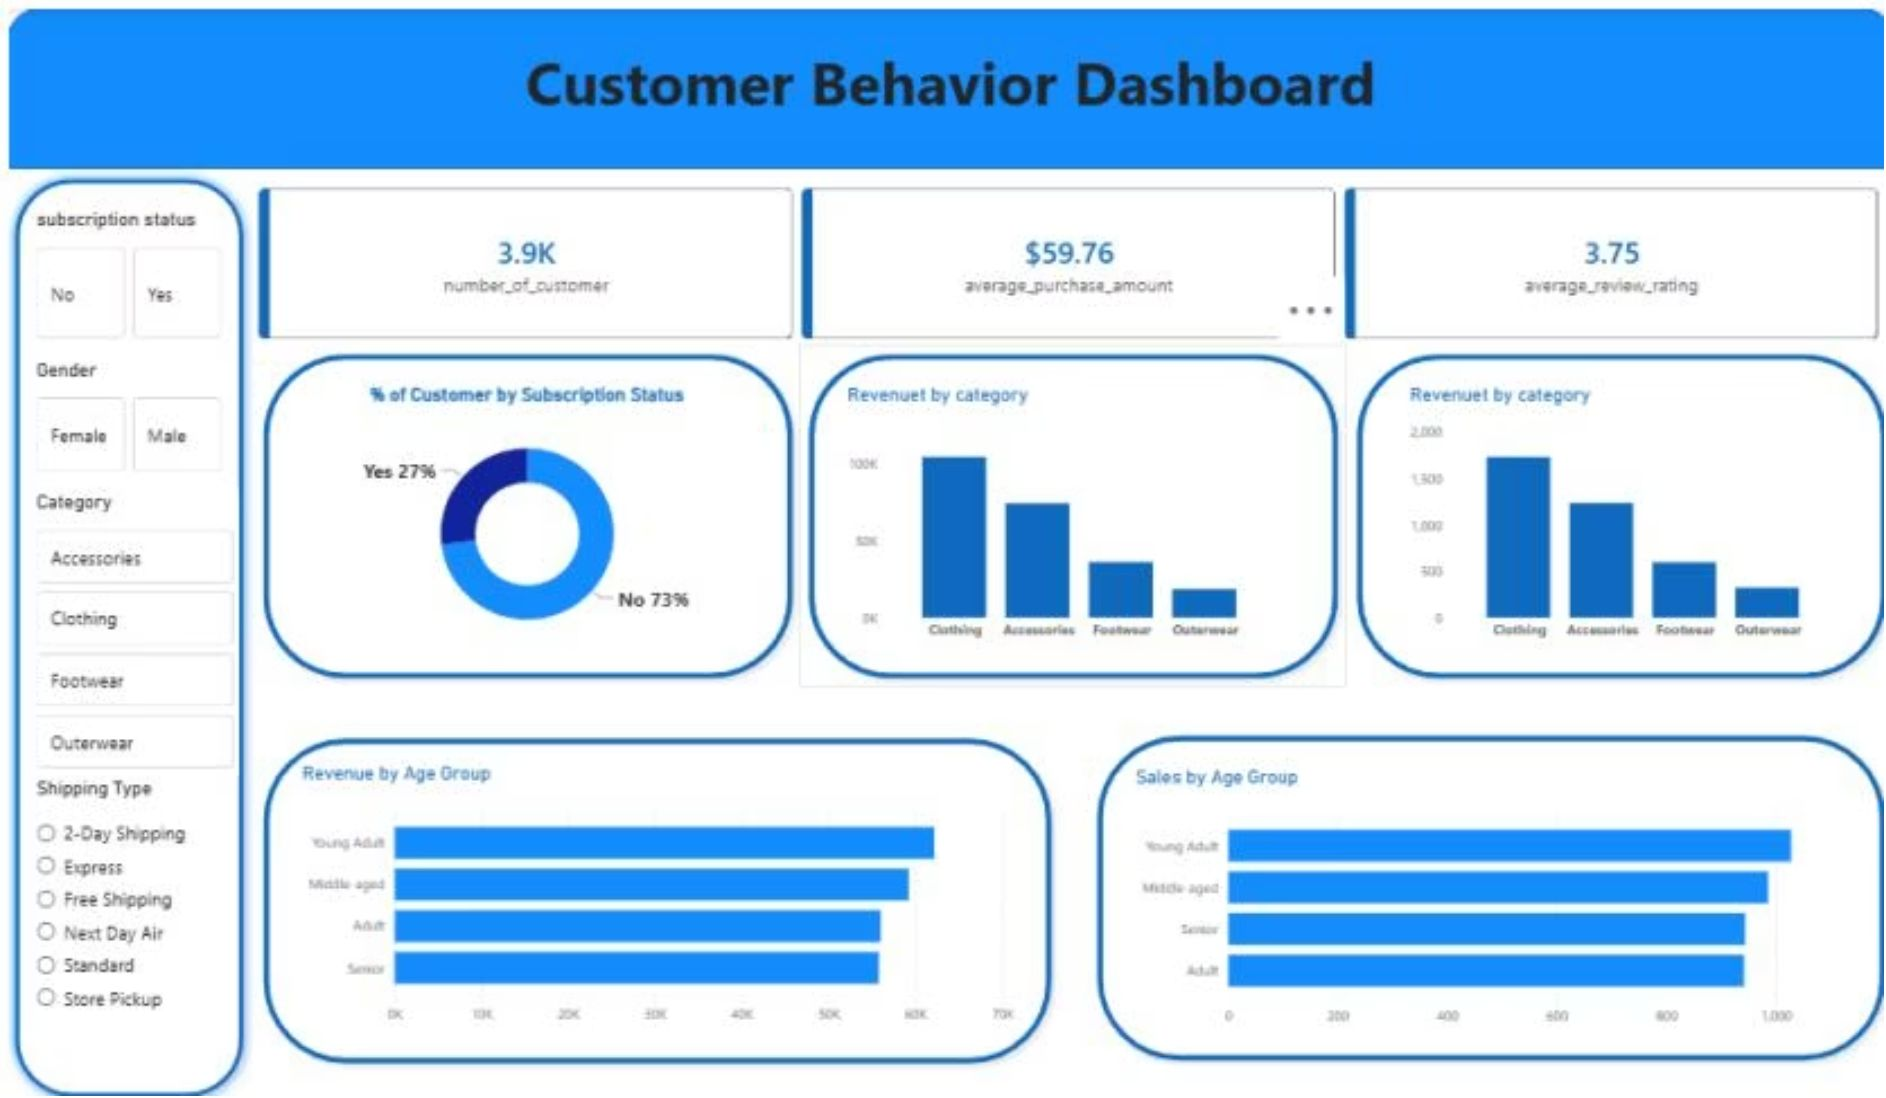 Customer Behavior Dashboard
subscription status
No
Yes
Gender
Female
Male
Category
Accessories
Clothing
Footwear
Outerwear
Shipping Type
2-Day Shipping
Express
Free Shipping
Next Day Air
Standard
Store Pickup
3.9K
number_of_customer
$59.76
average_purchase_amount
3.75
average_review_rating
% of Customer by Subscription Status
Yes 27%
No 73%
Revenuet by category
100K
50K
0K
Clothing Accessories Footwear Outerwear
Revenuet by category
2,000
1,500
1,000
500
0
Clothing Accessories Footwear Outerwear
Revenue by Age Group
Young Adult
Middle-aged
Adult
Senior
0K 10K 20K 30K 40K 50K 60K 70K
Sales by Age Group
Young Adult
Middle-aged
Senior
Adult
0 200 400 600 800 1,000